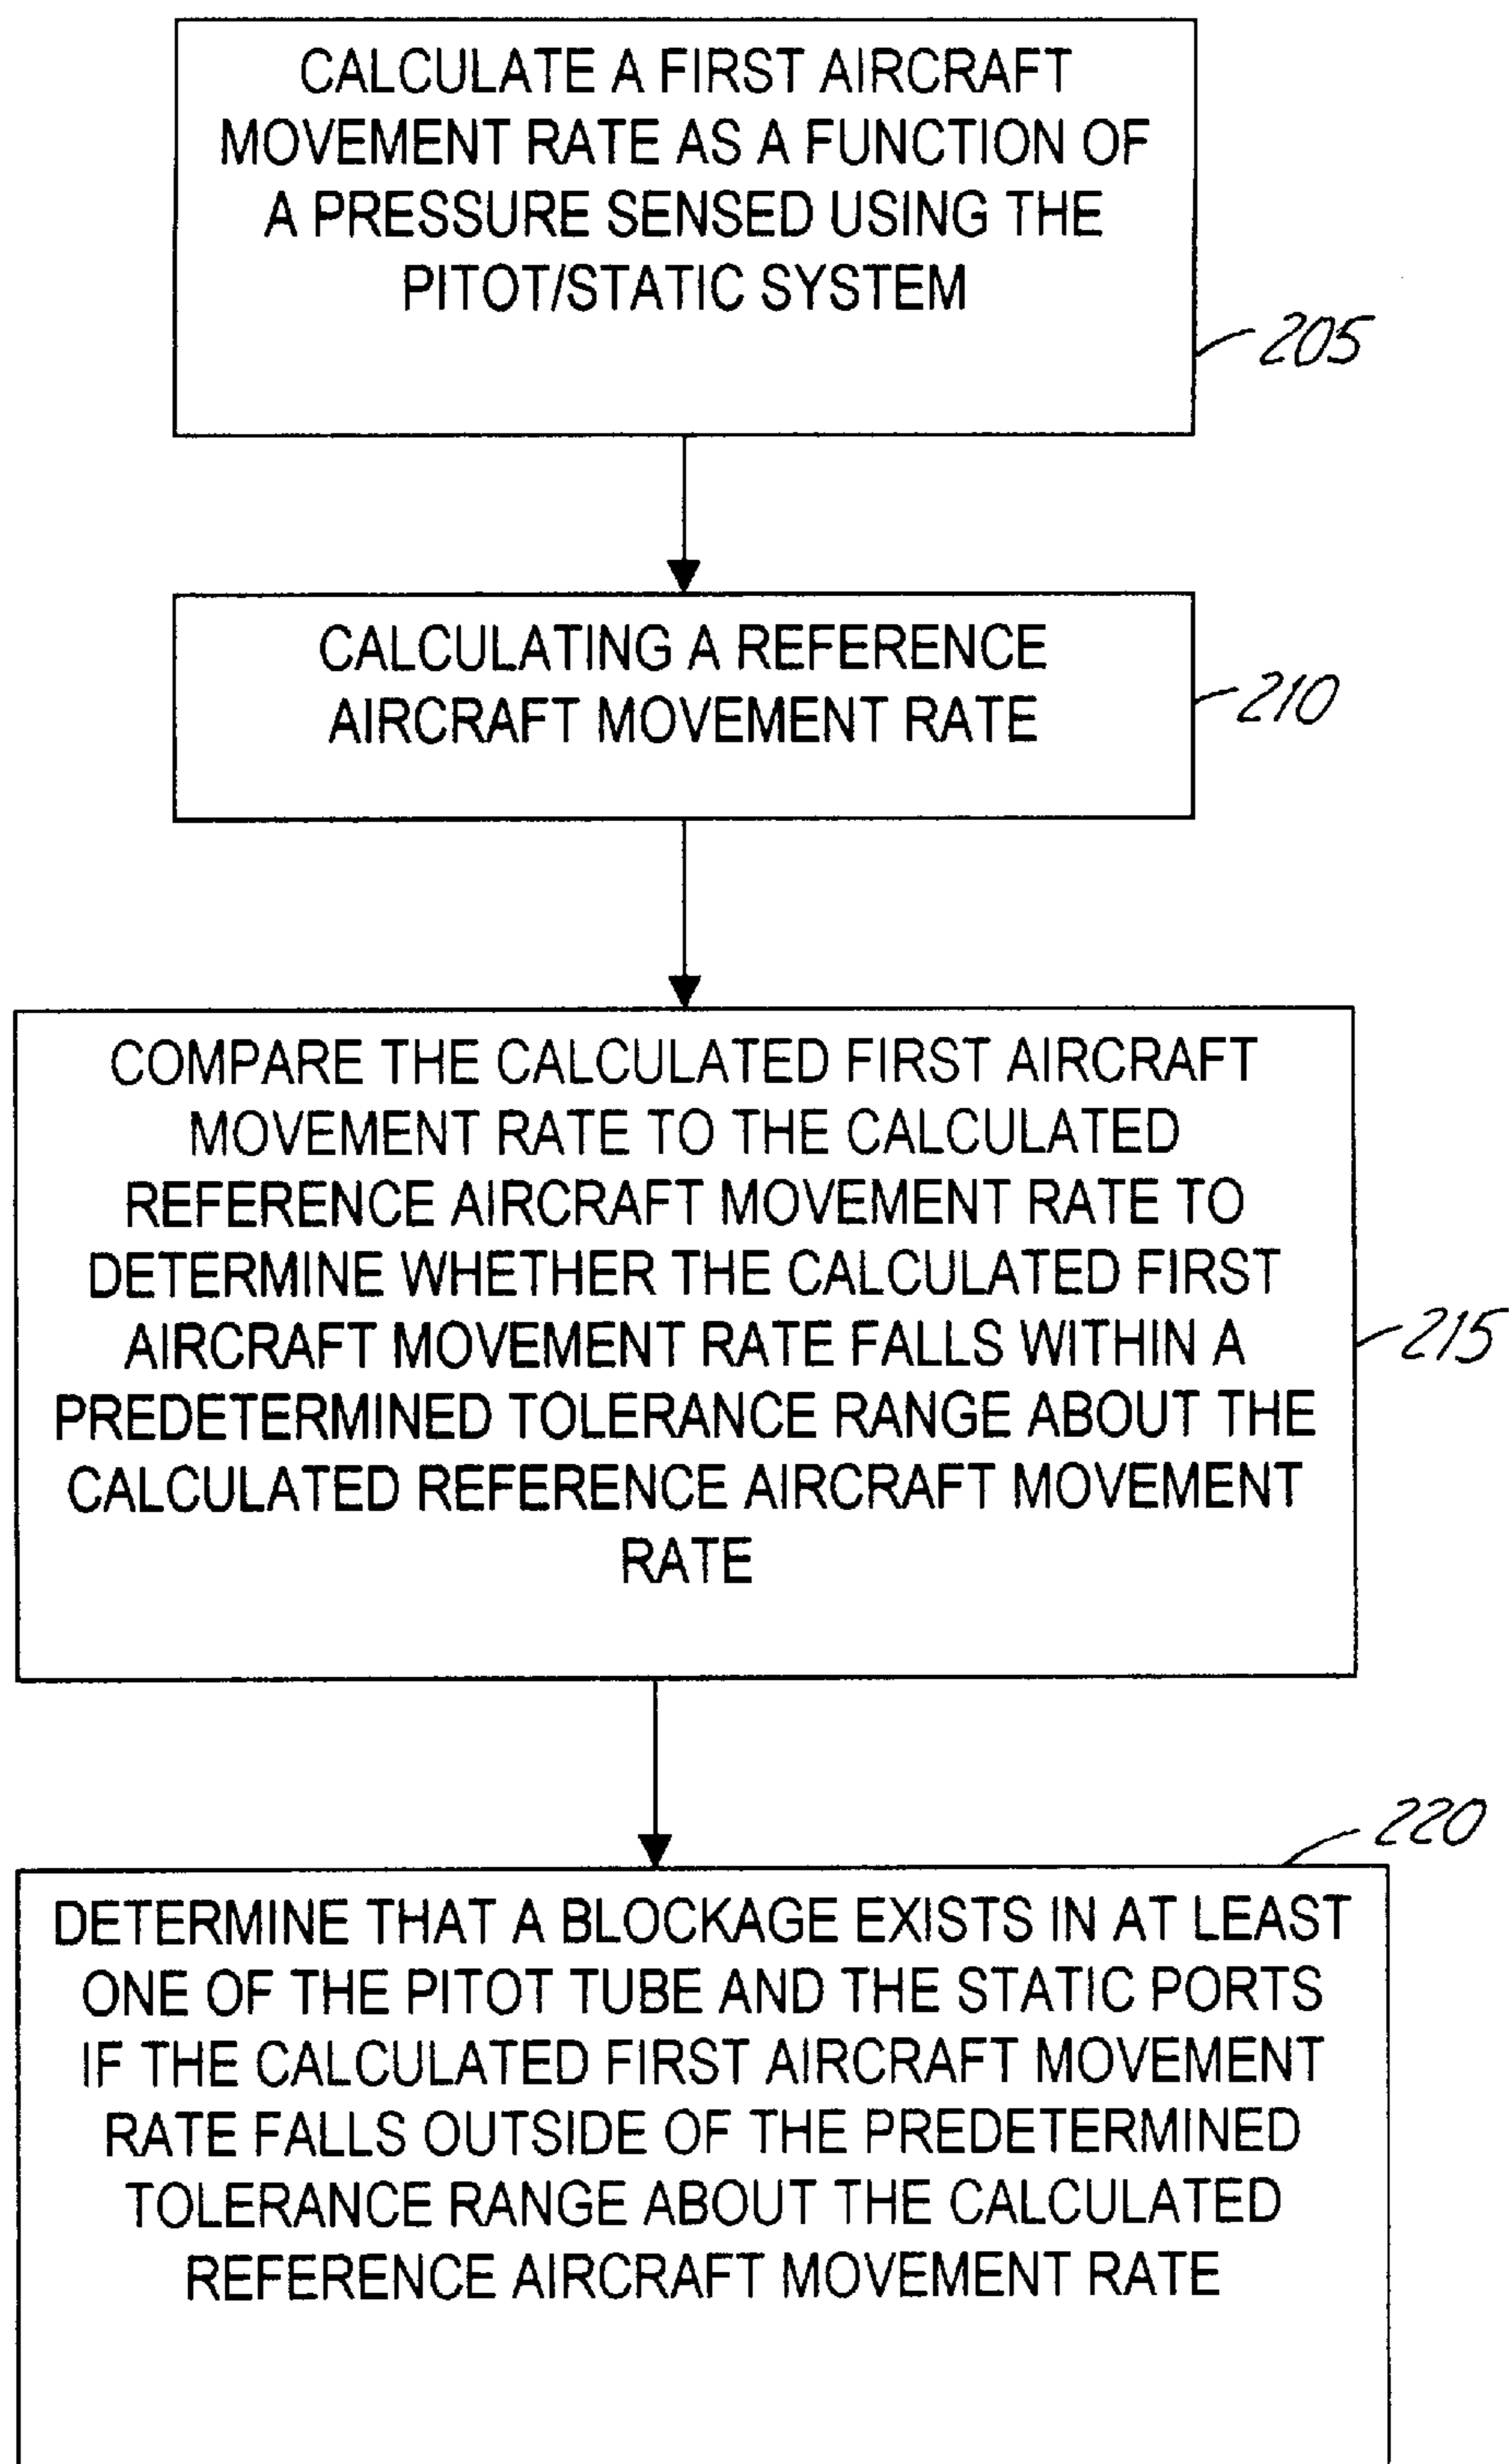 CALCULATE A FIRST AIRCRAFT
MOVEMENT RATE AS A FUNCTION OF
A PRESSURE SENSED USING THE
PITOT/STATIC SYSTEM
205
CALCULATING A REFERENCE
AIRCRAFT MOVEMENT RATE
210
COMPARE THE CALCULATED FIRST AIRCRAFT
MOVEMENT RATE TO THE CALCULATED
REFERENCE AIRCRAFT MOVEMENT RATE TO
DETERMINE WHETHER THE CALCULATED FIRST
AIRCRAFT MOVEMENT RATE FALLS WITHIN A
PREDETERMINED TOLERANCE RANGE ABOUT THE
CALCULATED REFERENCE AIRCRAFT MOVEMENT
RATE
215
220
DETERMINE THAT A BLOCKAGE EXISTS IN AT LEAST
ONE OF THE PITOT TUBE AND THE STATIC PORTS
IF THE CALCULATED FIRST AIRCRAFT MOVEMENT
RATE FALLS OUTSIDE OF THE PREDETERMINED
TOLERANCE RANGE ABOUT THE CALCULATED
REFERENCE AIRCRAFT MOVEMENT RATE